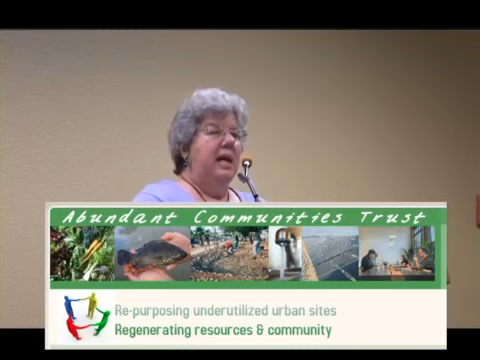 Abundant Communities Trust
Re-purposing underutilized urban sites
Regenerating resources & community